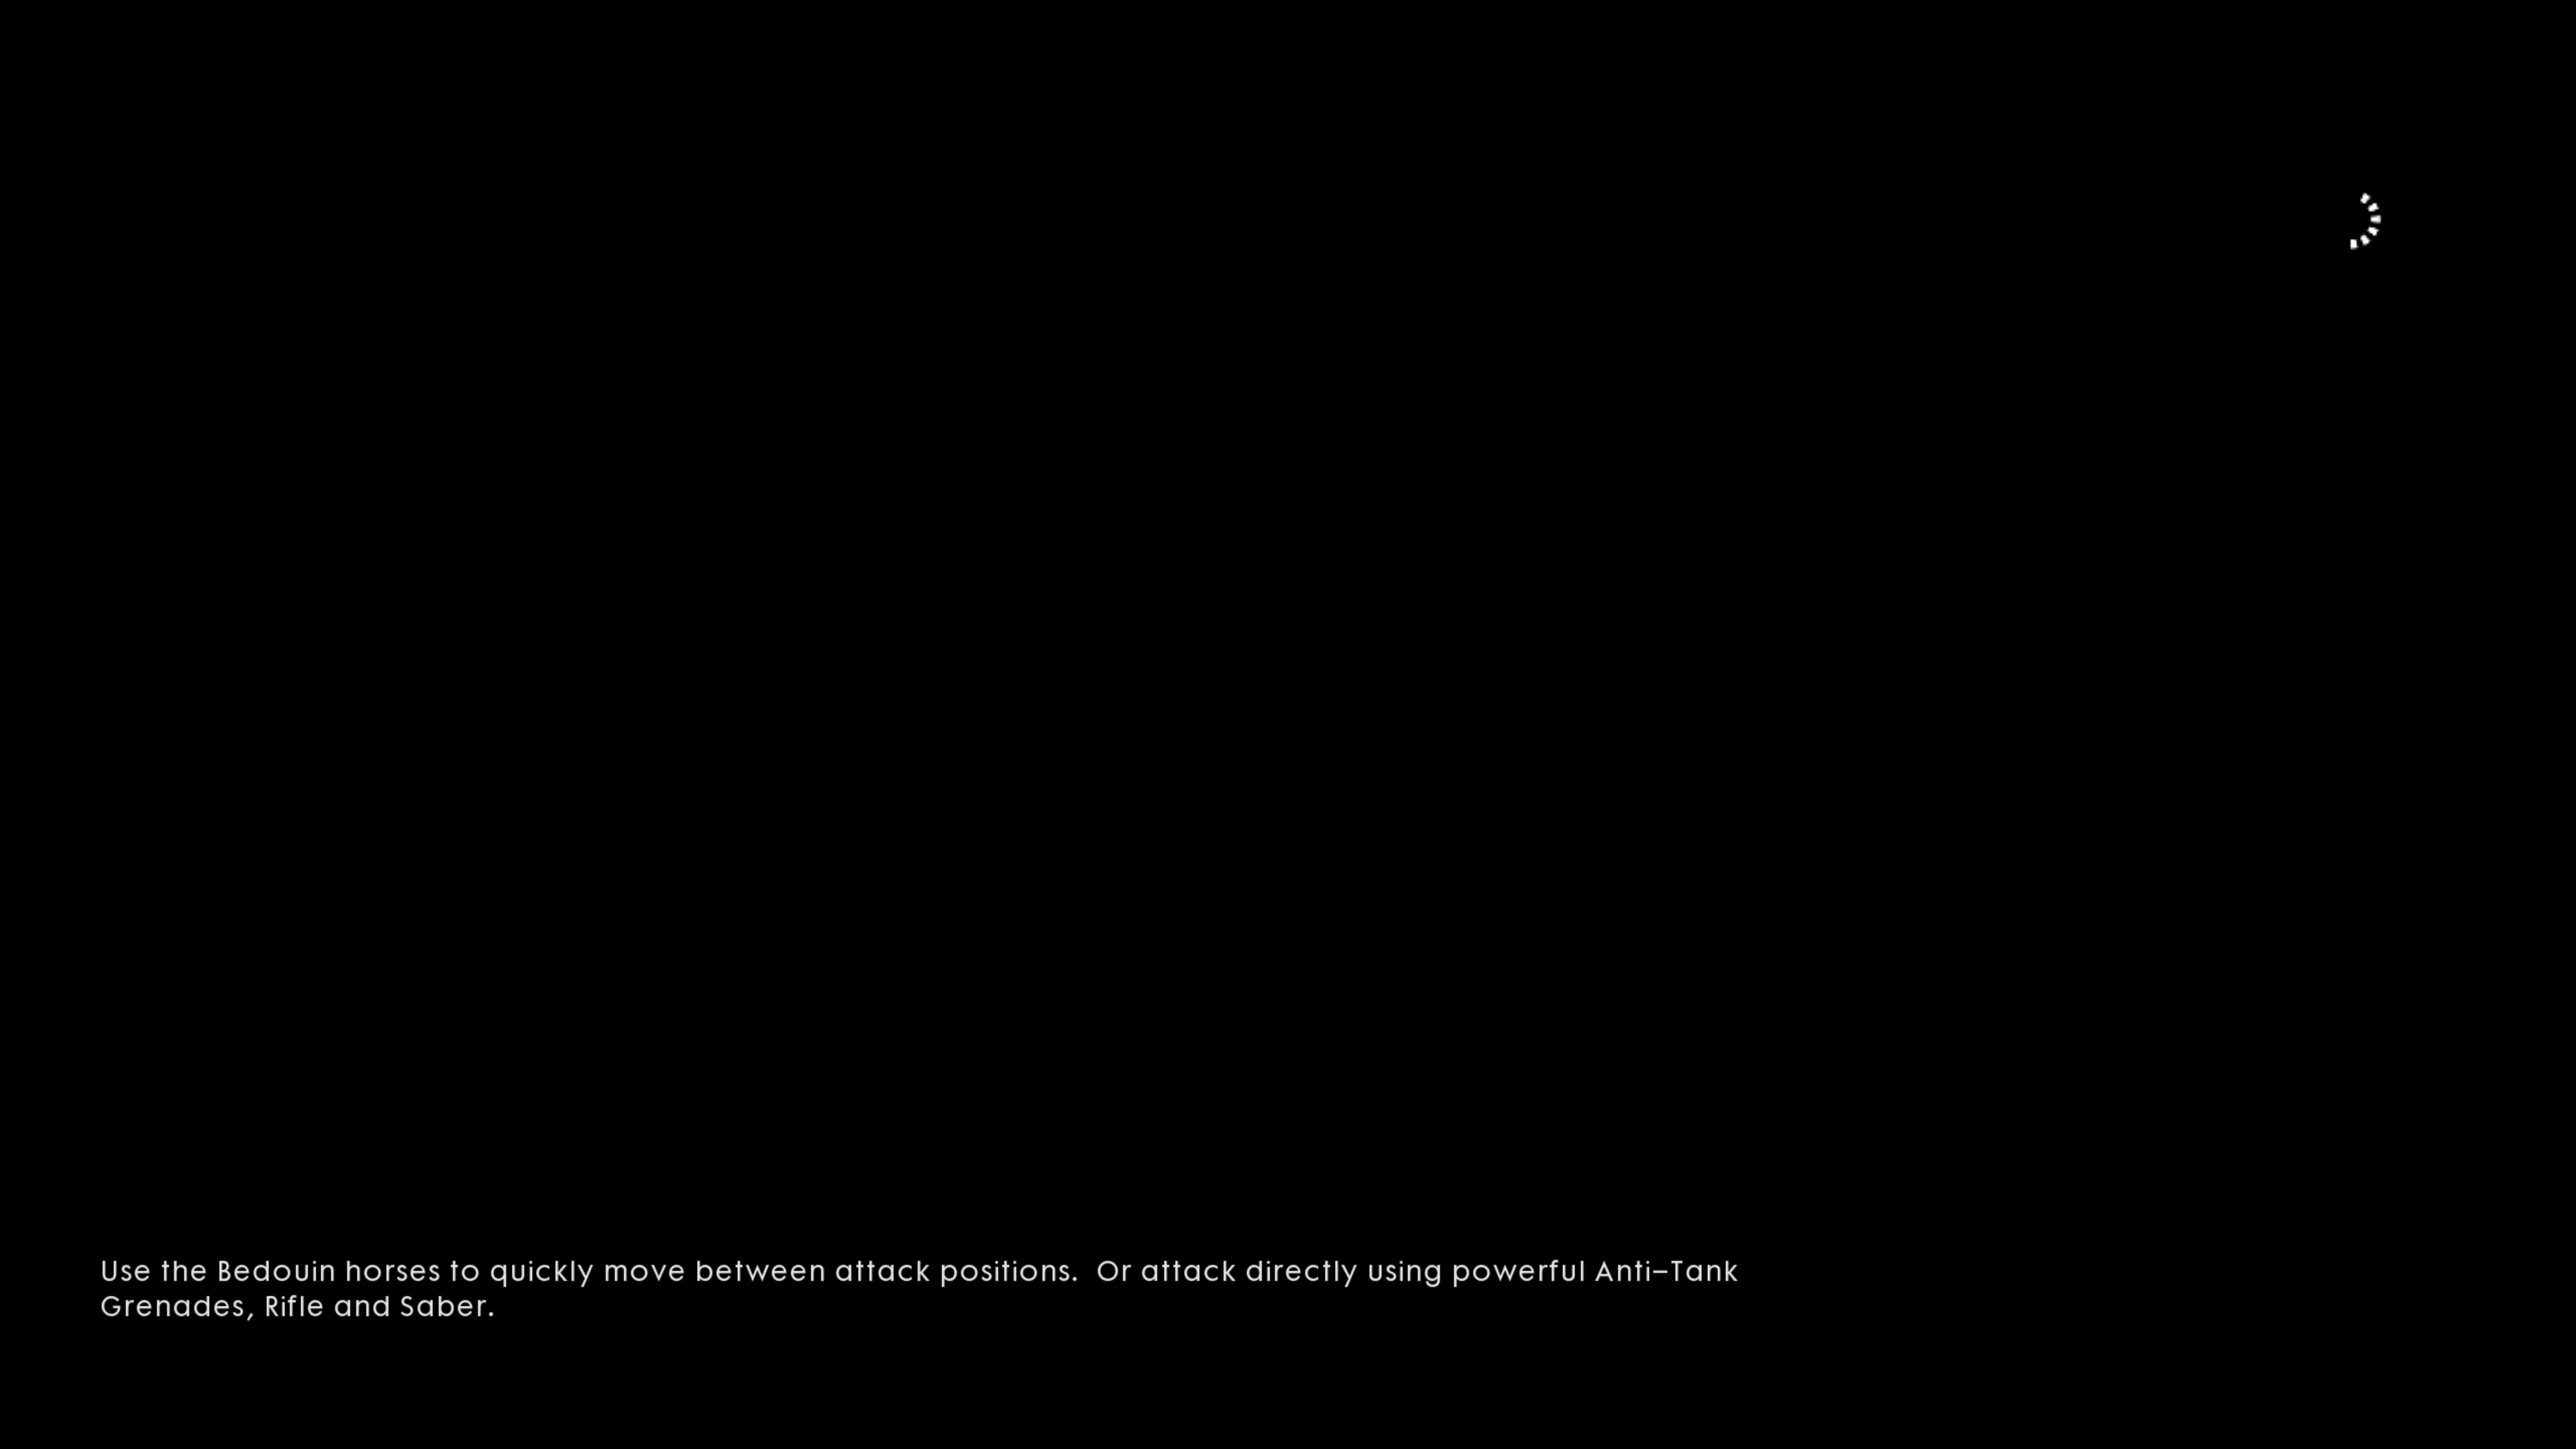 Use the Bedouin horses to quickly move between attack positions.  Or attack directly using powerful Anti-Tank
Grenades, Rifle and Saber.